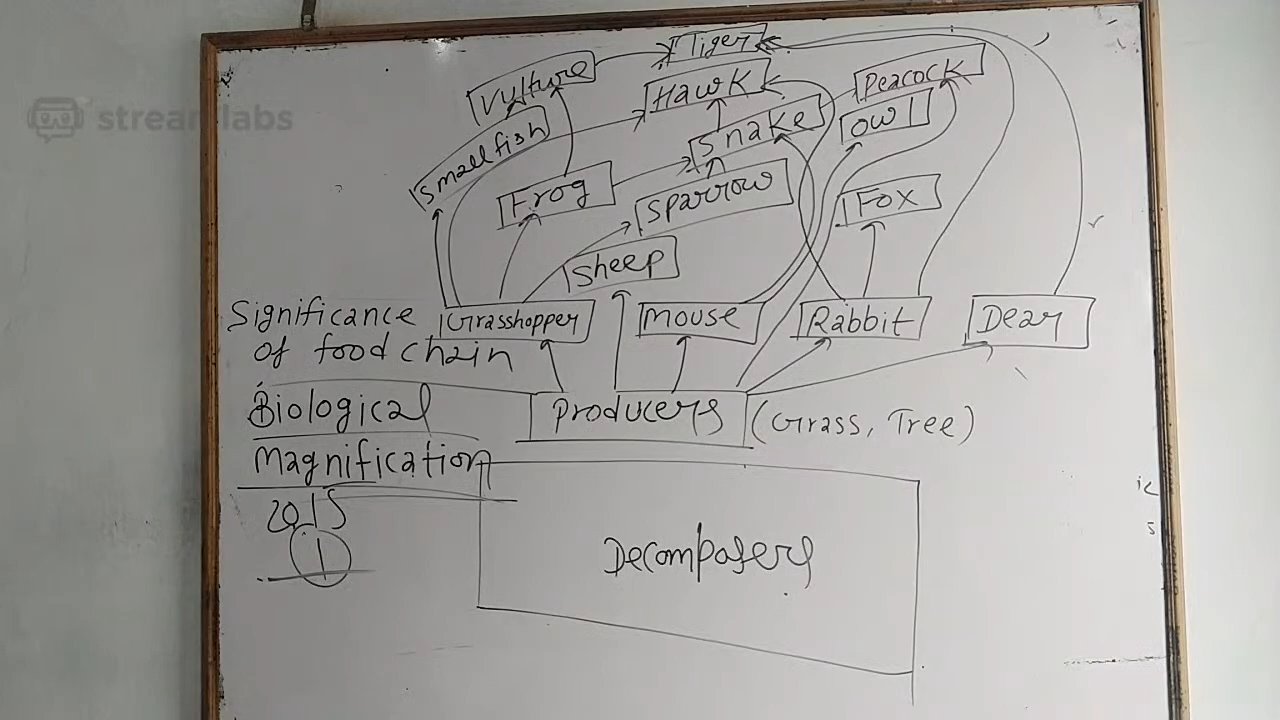 streamlabs
Tiger
Vulture
Hawk
Peacock
Small fish
Snake
Owl
Frog
Sparrow
Fox
Sheep
Significance
of food chain
Grasshopper
Mouse
Rabbit
Dear
Biological
Magnification
2015
1
Producers (Grass, Tree)
Decomposers